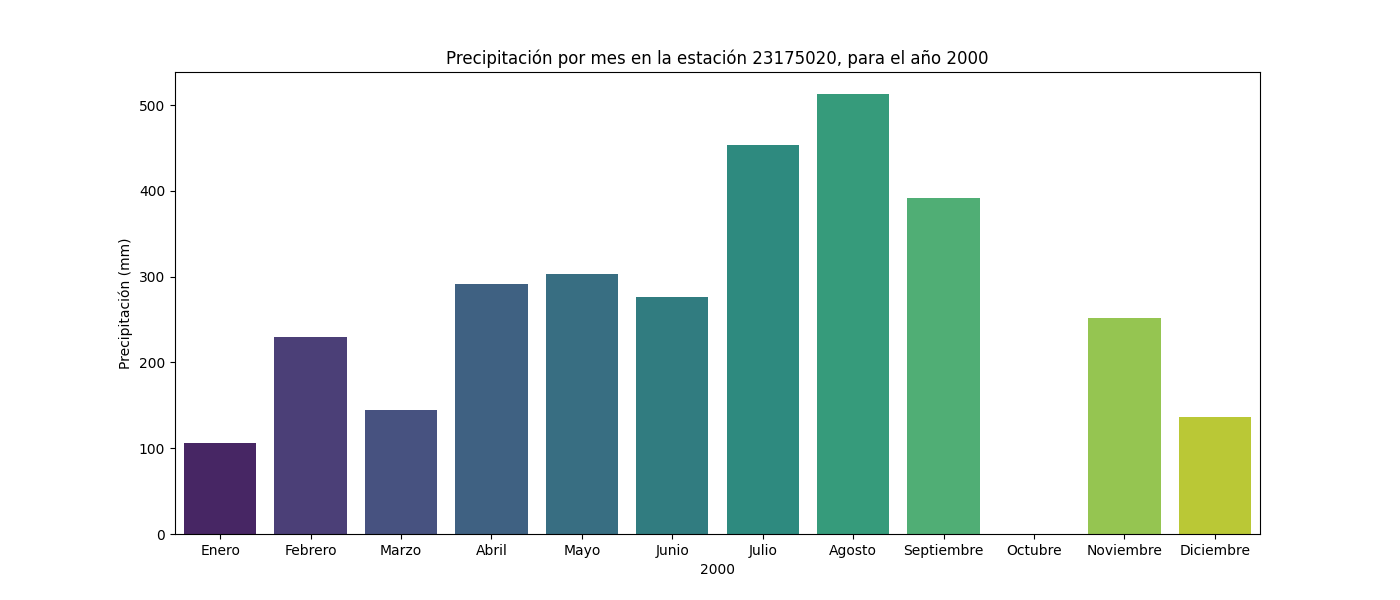 Precipitación por mes en la estación 23175020, para el año 2000
Precipitación (mm)
500
400
300
200
100
0
Enero Febrero Marzo Abril Mayo Junio Julio Agosto Septiembre Octubre Noviembre Diciembre
2000